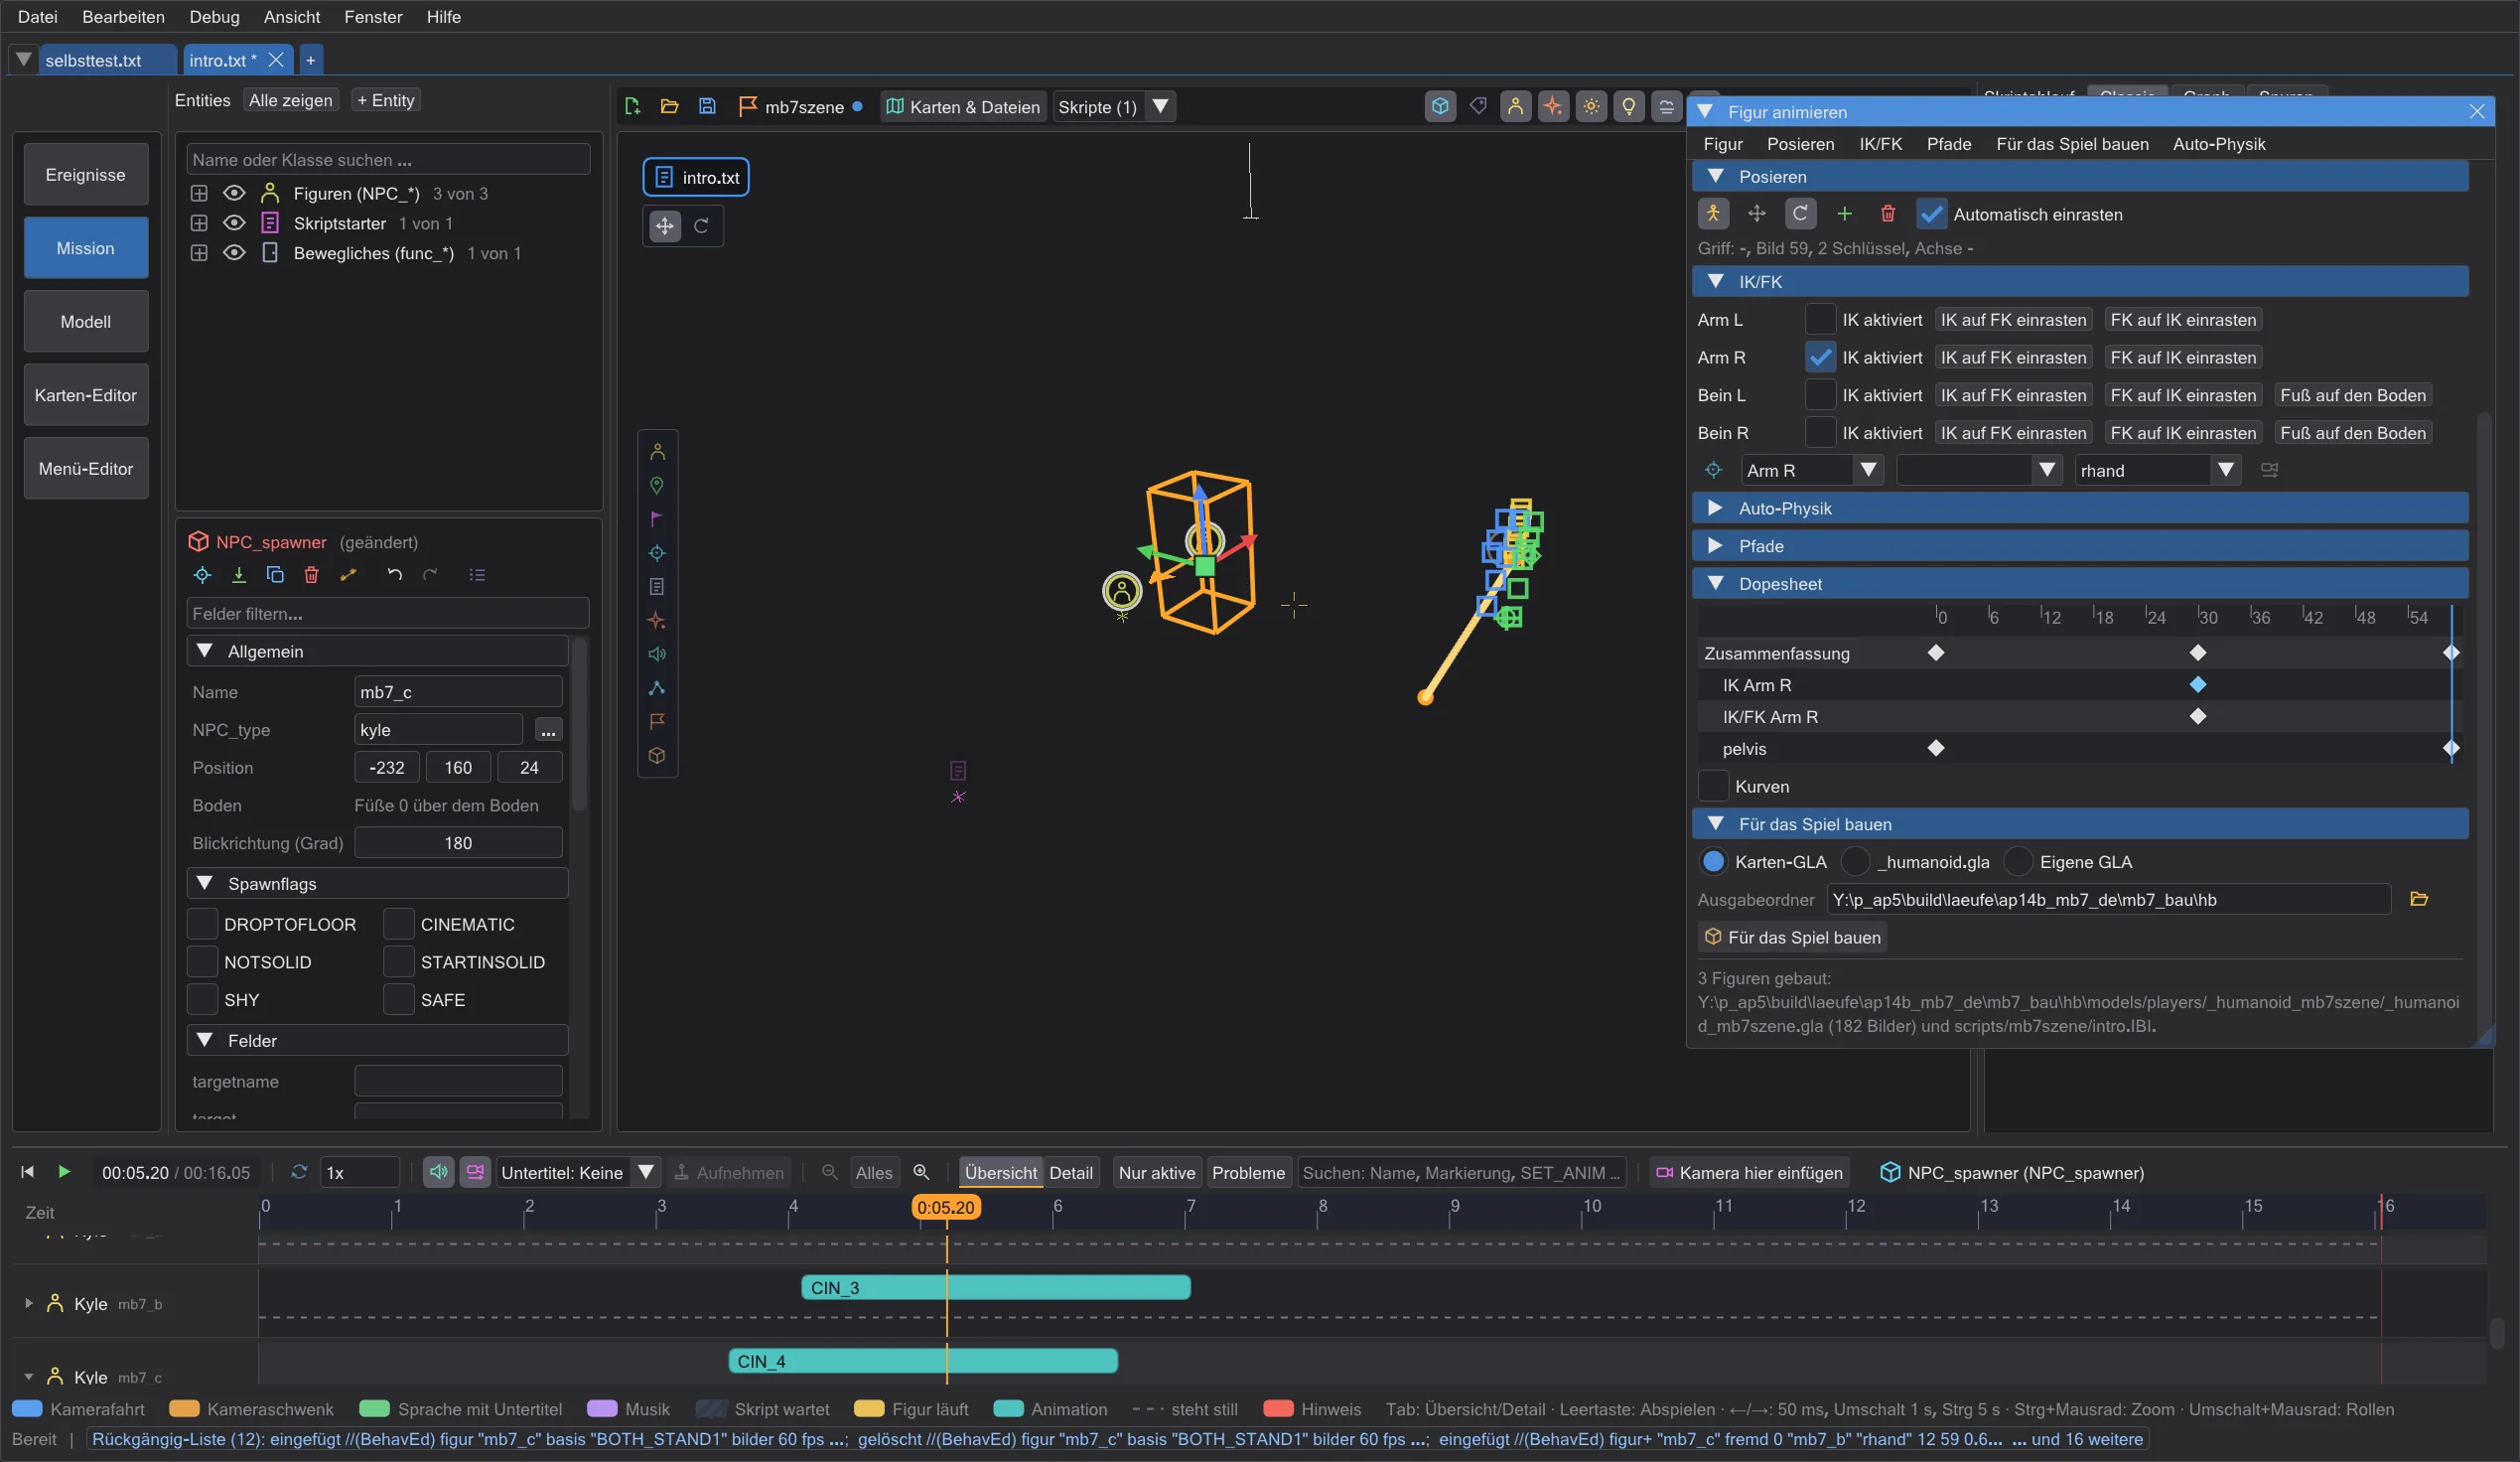 Datei Bearbeiten Debug Ansicht Fenster Hilfe
selbsttest.txt intro.txt * +
Entities Alle zeigen + Entity
mb7szene Karten & Dateien Skripte (1)
Ereignisse
Mission
Modell
Karten-Editor
Menü-Editor
Name oder Klasse suchen ...
Figuren (NPC_*) 3 von 3
Skriptstarter 1 von 1
Bewegliches (func_*) 1 von 1
NPC_spawner (geändert)
Felder filtern...
Allgemein
Name mb7_c
NPC_type kyle ...
Position -232 160 24
Boden Füße 0 über dem Boden
Blickrichtung (Grad) 180
Spawnflags
DROPTOFLOOR CINEMATIC
NOTSOLID STARTINSOLID
SHY SAFE
Felder
targetname
intro.txt
Figur animieren
Figur Posieren IK/FK Pfade Für das Spiel bauen Auto-Physik
Posieren
Automatisch einrasten
Griff: -, Bild 59, 2 Schlüssel, Achse -
IK/FK
Arm L IK aktiviert IK auf FK einrasten FK auf IK einrasten
Arm R IK aktiviert IK auf FK einrasten FK auf IK einrasten
Bein L IK aktiviert IK auf FK einrasten FK auf IK einrasten Fuß auf den Boden
Bein R IK aktiviert IK auf FK einrasten FK auf IK einrasten Fuß auf den Boden
Arm R rhand
Auto-Physik
Pfade
Dopesheet
0 6 12 18 24 30 36 42 48 54
Zusammenfassung
IK Arm R
IK/FK Arm R
pelvis
Kurven
Für das Spiel bauen
Karten-GLA _humanoid.gla Eigene GLA
Ausgabeordner Y:\p_ap5\build\laeufe\ap14b_mb7_de\mb7_bau\hb
Für das Spiel bauen
3 Figuren gebaut:
Y:\p_ap5\build\laeufe\ap14b_mb7_de\mb7_bau\hb\models/players/_humanoid_mb7szene/_humanoi
d_mb7szene.gla (182 Bilder) und scripts/mb7szene/intro.IBI.
00:05.20 / 00:16.05 1x Untertitel: Keine Aufnehmen Alles Übersicht Detail Nur aktive Probleme Suchen: Name, Markierung, SET_ANIM ... Kamera hier einfügen NPC_spawner (NPC_spawner)
Zeit 0 1 2 3 4 0:05.20 6 7 8 9 10 11 12 13 14 15 16
CIN_3
Kyle mb7_b
CIN_4
Kyle mb7_c
Kamerafahrt Kameraschwenk Sprache mit Untertitel Musik Skript wartet Figur läuft Animation steht still Hinweis Tab: Übersicht/Detail · Leertaste: Abspielen · ←/→: 50 ms, Umschalt 1 s, Strg 5 s · Strg+Mausrad: Zoom · Umschalt+Mausrad: Rollen
Bereit | Rückgängig-Liste (12): eingefügt //(BehavEd) figur "mb7_c" basis "BOTH_STAND1" bilder 60 fps ...; gelöscht //(BehavEd) figur "mb7_c" basis "BOTH_STAND1" bilder 60 fps ...; eingefügt //(BehavEd) figur+ "mb7_c" fremd 0 "mb7_b" "rhand" 12 59 0.6... ... und 16 weitere